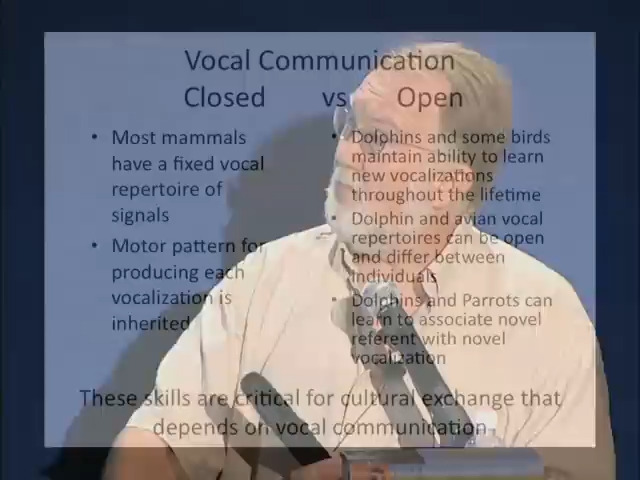 Vocal Communication
Closed vs Open
• Most mammals
have a fixed vocal
repertoire of
signals
• Motor pattern for
producing each
vocalization is
inherited
• Dolphins and some birds
maintain ability to learn
new vocalizations
throughout the lifetime
• Dolphin and avian vocal
repertoires can be open
and differ between
individuals
• Dolphins and Parrots can
learn to associate novel
referent with novel
vocalization
These skills are critical for cultural exchange that
depends on vocal communication